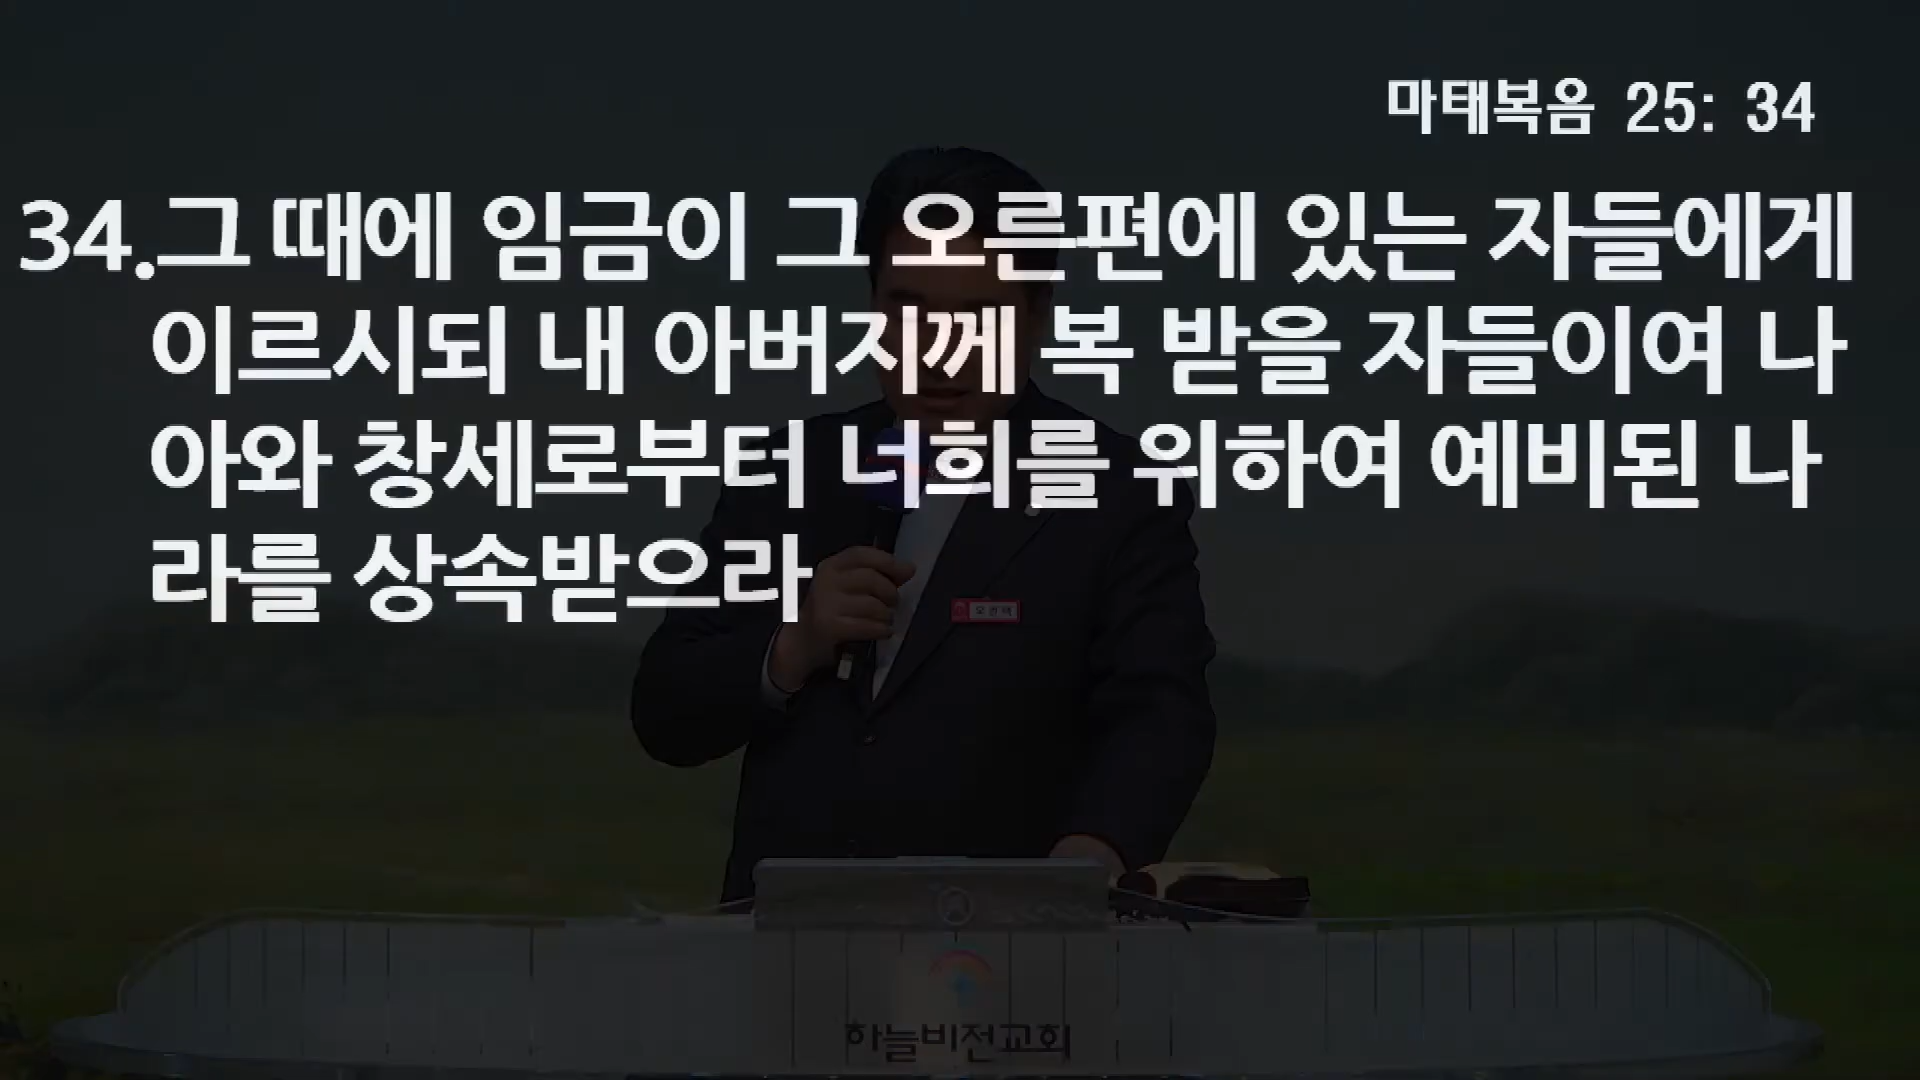 마태복음 25: 34
34.그 때에 임금이 그 오른편에 있는 자들에게
이르시되 내 아버지께 복 받을 자들이여 나
아와 창세로부터 너희를 위하여 예비된 나
라를 상속받으라
하늘비전교회